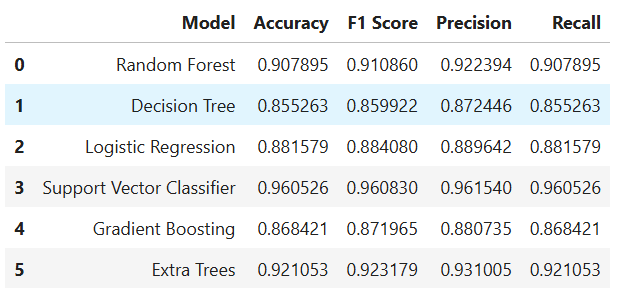 Model Accuracy F1 Score Precision Recall
0 Random Forest 0.907895 0.910860 0.922394 0.907895
1 Decision Tree 0.855263 0.859922 0.872446 0.855263
2 Logistic Regression 0.881579 0.884080 0.889642 0.881579
3 Support Vector Classifier 0.960526 0.960830 0.961540 0.960526
4 Gradient Boosting 0.868421 0.871965 0.880735 0.868421
5 Extra Trees 0.921053 0.923179 0.931005 0.921053